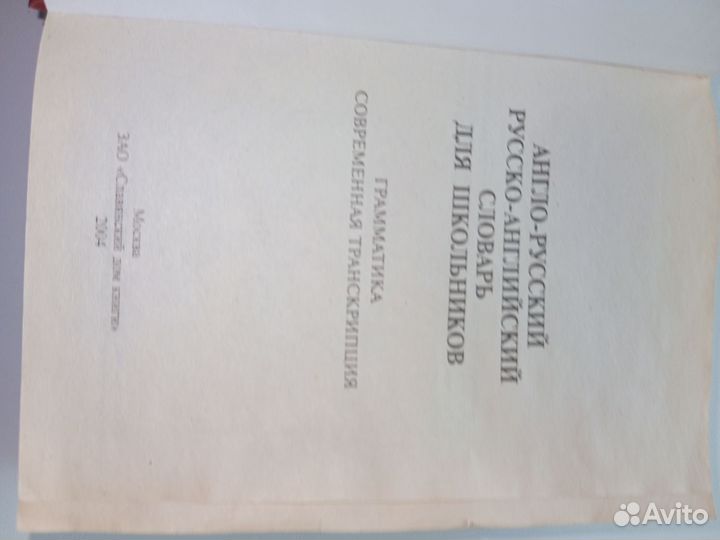 АНГЛО-РУССКИЙ
РУССКО-АНГЛИЙСКИЙ
СЛОВАРЬ
ДЛЯ ШКОЛЬНИКОВ
ГРАММАТИКА
СОВРЕМЕННАЯ ТРАНСКРИПЦИЯ
Москва
ЗАО «Славянский дом книги»
2004
Avito